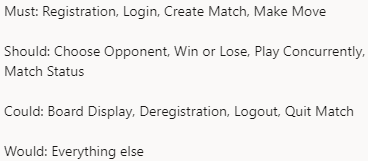 Must: Registration, Login, Create Match, Make Move
Should: Choose Opponent, Win or Lose, Play Concurrently,
Match Status
Could: Board Display, Deregistration, Logout, Quit Match
Would: Everything else